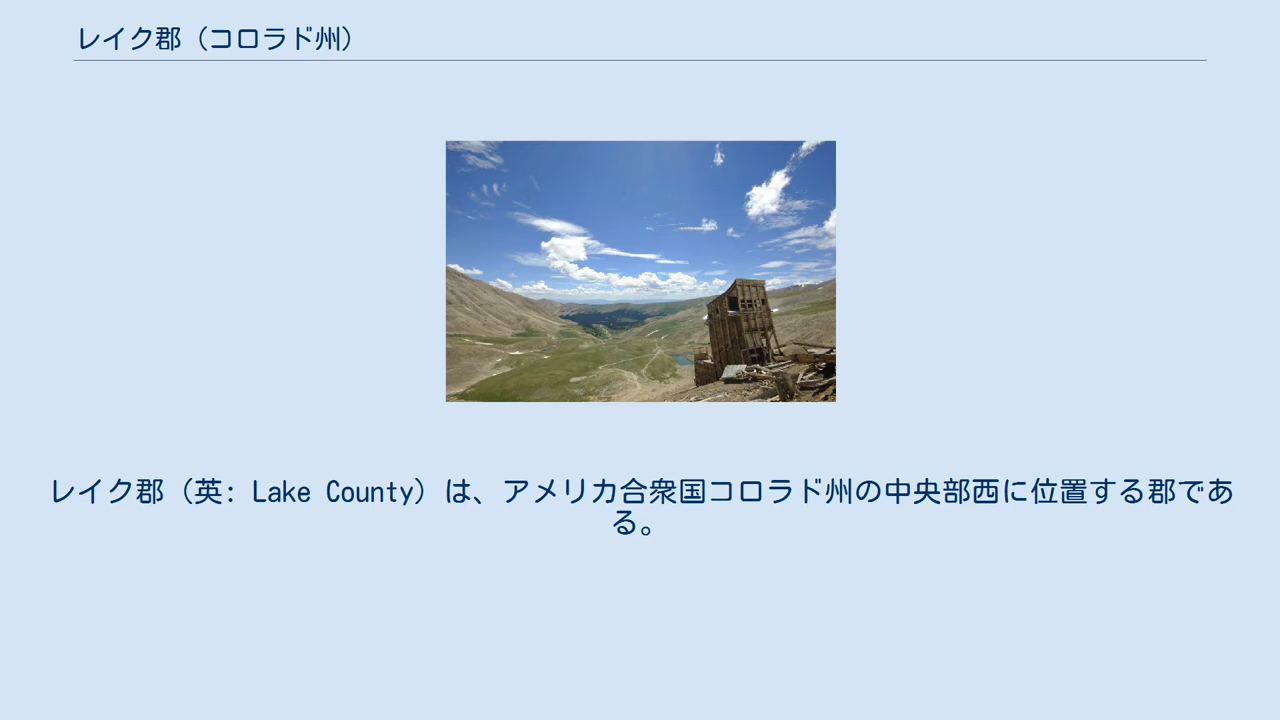 レイク郡（コロラド州）
レイク郡（英: Lake County）は、アメリカ合衆国コロラド州の中央部西に位置する郡であ
る。